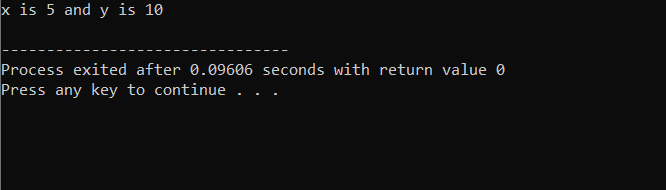 x is 5 and y is 10
--------------------------------
Process exited after 0.09606 seconds with return value 0
Press any key to continue . . .